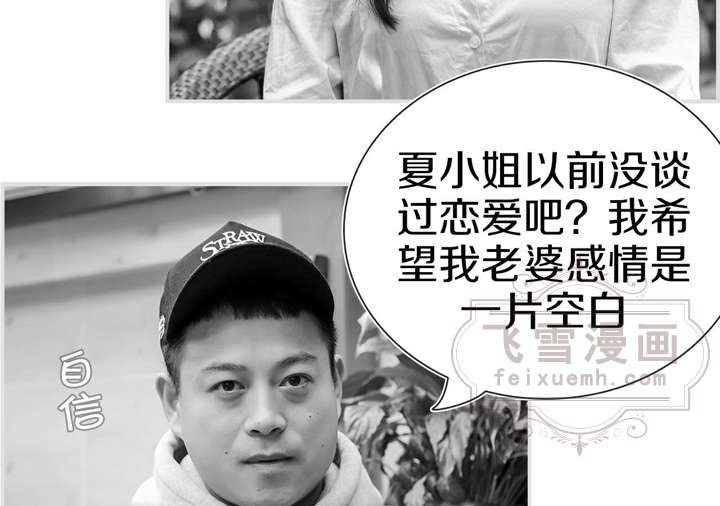 夏小姐以前没谈
过恋爱吧？我希
望我老婆感情是
一片空白
飞雪漫画
feixuemh.com
STRAW
自信